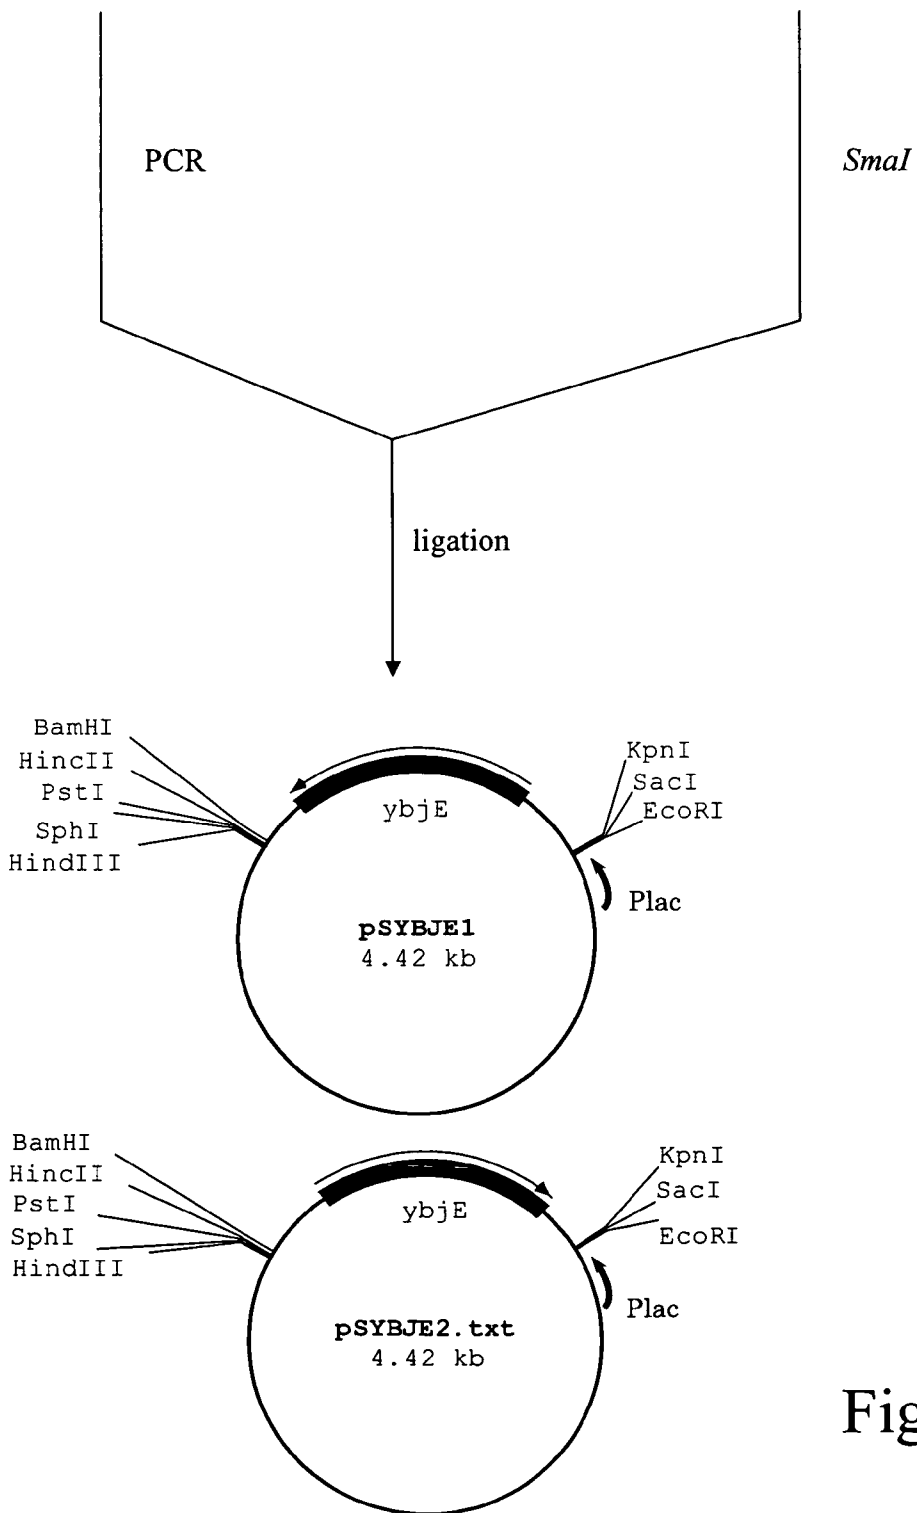 PCR
SmaI
ligation
BamHI
HincII
PstI
SphI
HindIII
ybjE
KpnI
SacI
EcoRI
Plac
pSYBJE1
4.42 kb
BamHI
HincII
PstI
SphI
HindIII
ybjE
KpnI
SacI
EcoRI
Plac
pSYBJE2.txt
4.42 kb
Fig